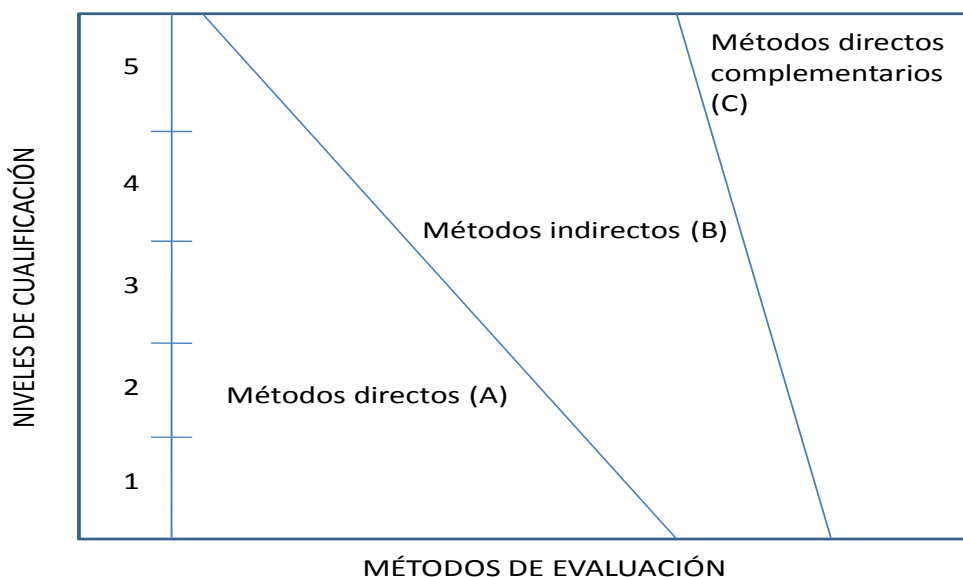 NIVELES DE CUALIFICACIÓN
5
4
3
2
1
Métodos directos
complementarios
(C)
Métodos indirectos (B)
Métodos directos (A)
MÉTODOS DE EVALUACIÓN